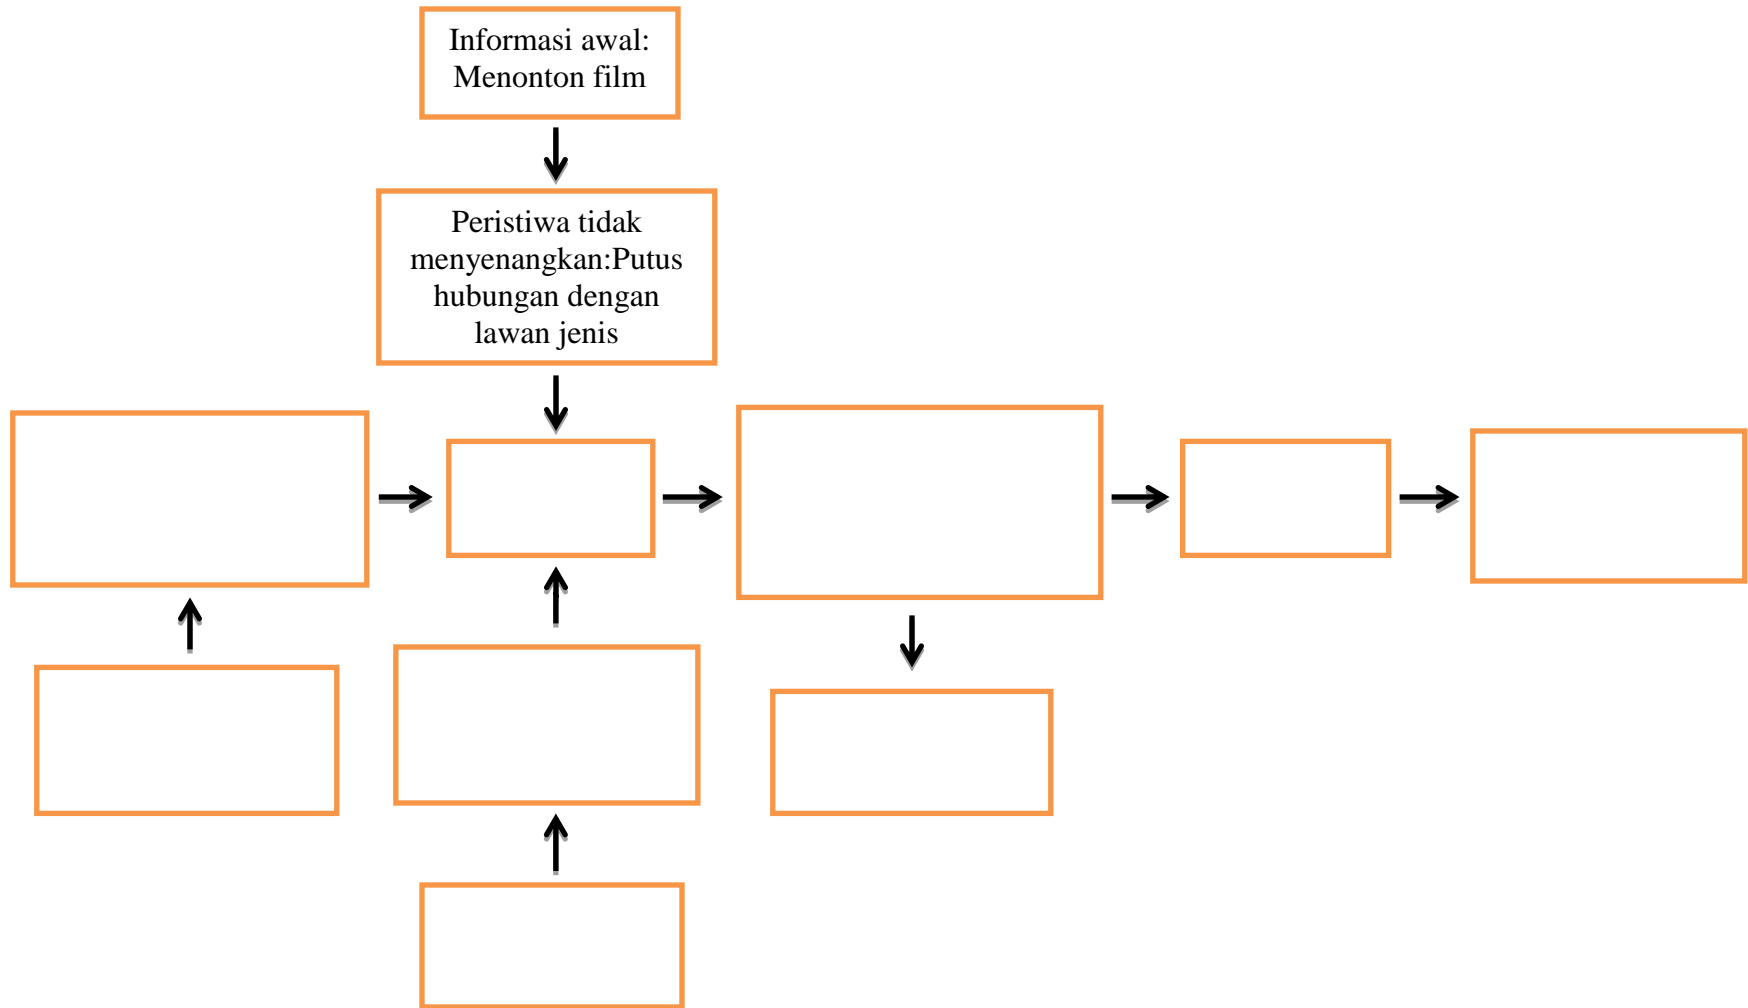 Informasi awal:
Menonton film
Peristiwa tidak
menyenangkan:Putus
hubungan dengan
lawan jenis